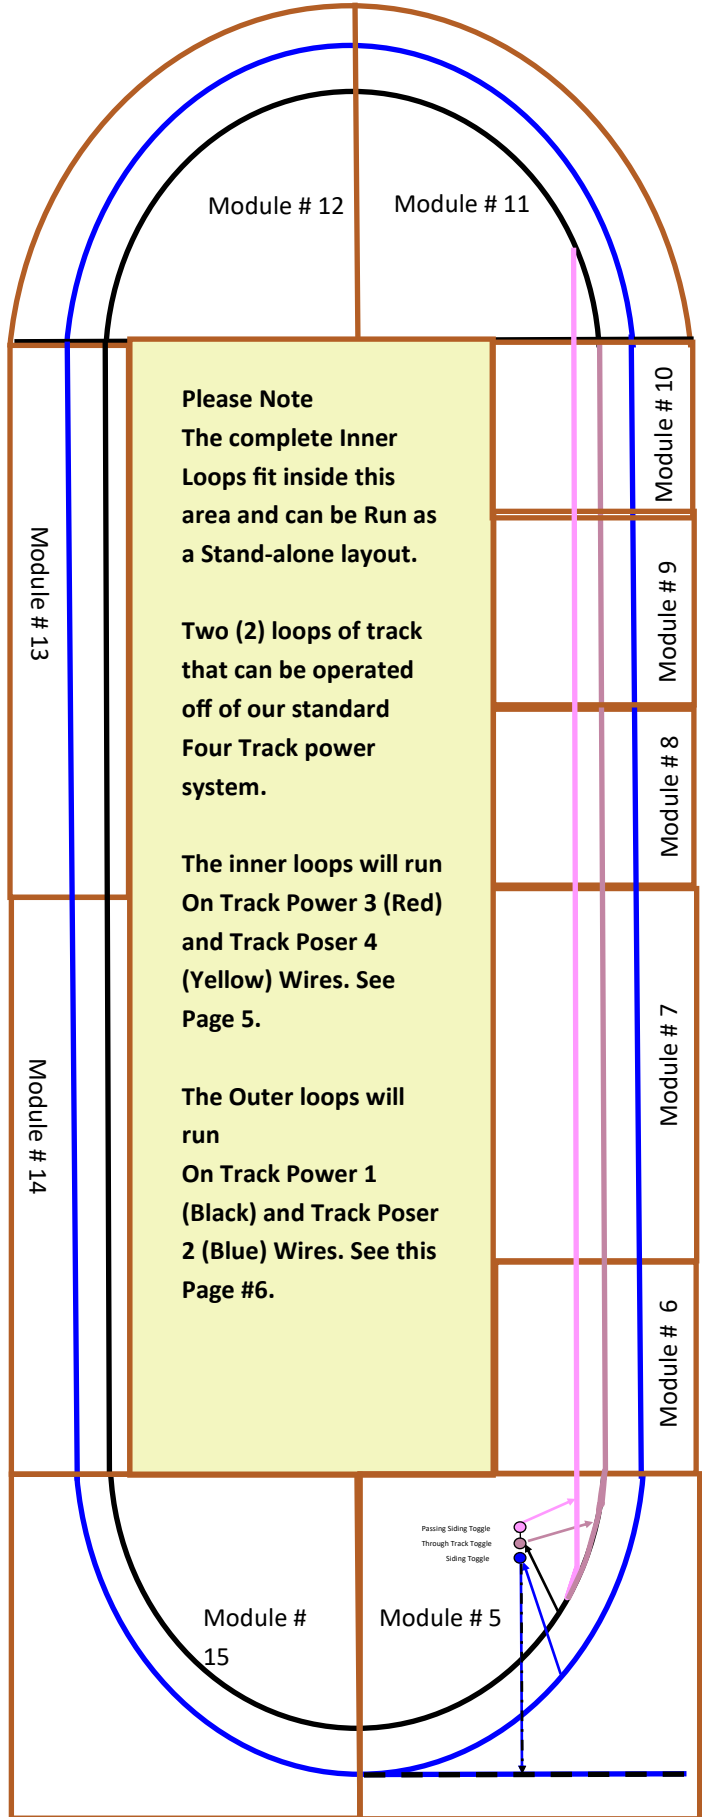 Module # 12
Module # 11
Please Note
The complete Inner
Loops fit inside this
area and can be Run as
a Stand-alone layout.
Two (2) loops of track
that can be operated
off of our standard
Four Track power
system.
The inner loops will run
On Track Power 3 (Red)
and Track Poser 4
(Yellow) Wires. See
Page 5.
The Outer loops will
run
On Track Power 1
(Black) and Track Poser
2 (Blue) Wires. See this
Page #6.
Module # 10
Module # 9
Module # 8
Module # 7
Module # 6
Module # 13
Module # 14
Passing Siding Toggle
Through Track Toggle
Siding Toggle
Module #
15
Module # 5